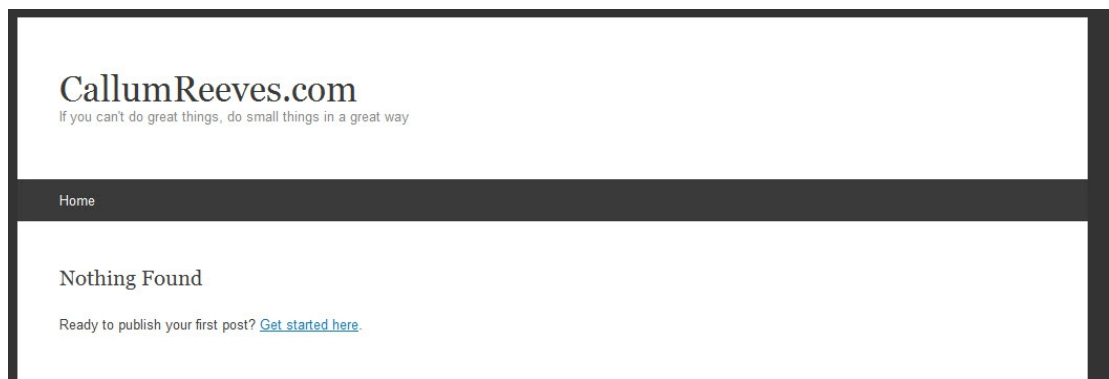 CallumReeves.com
If you can't do great things, do small things in a great way
Home
Nothing Found
Ready to publish your first post? Get started here.